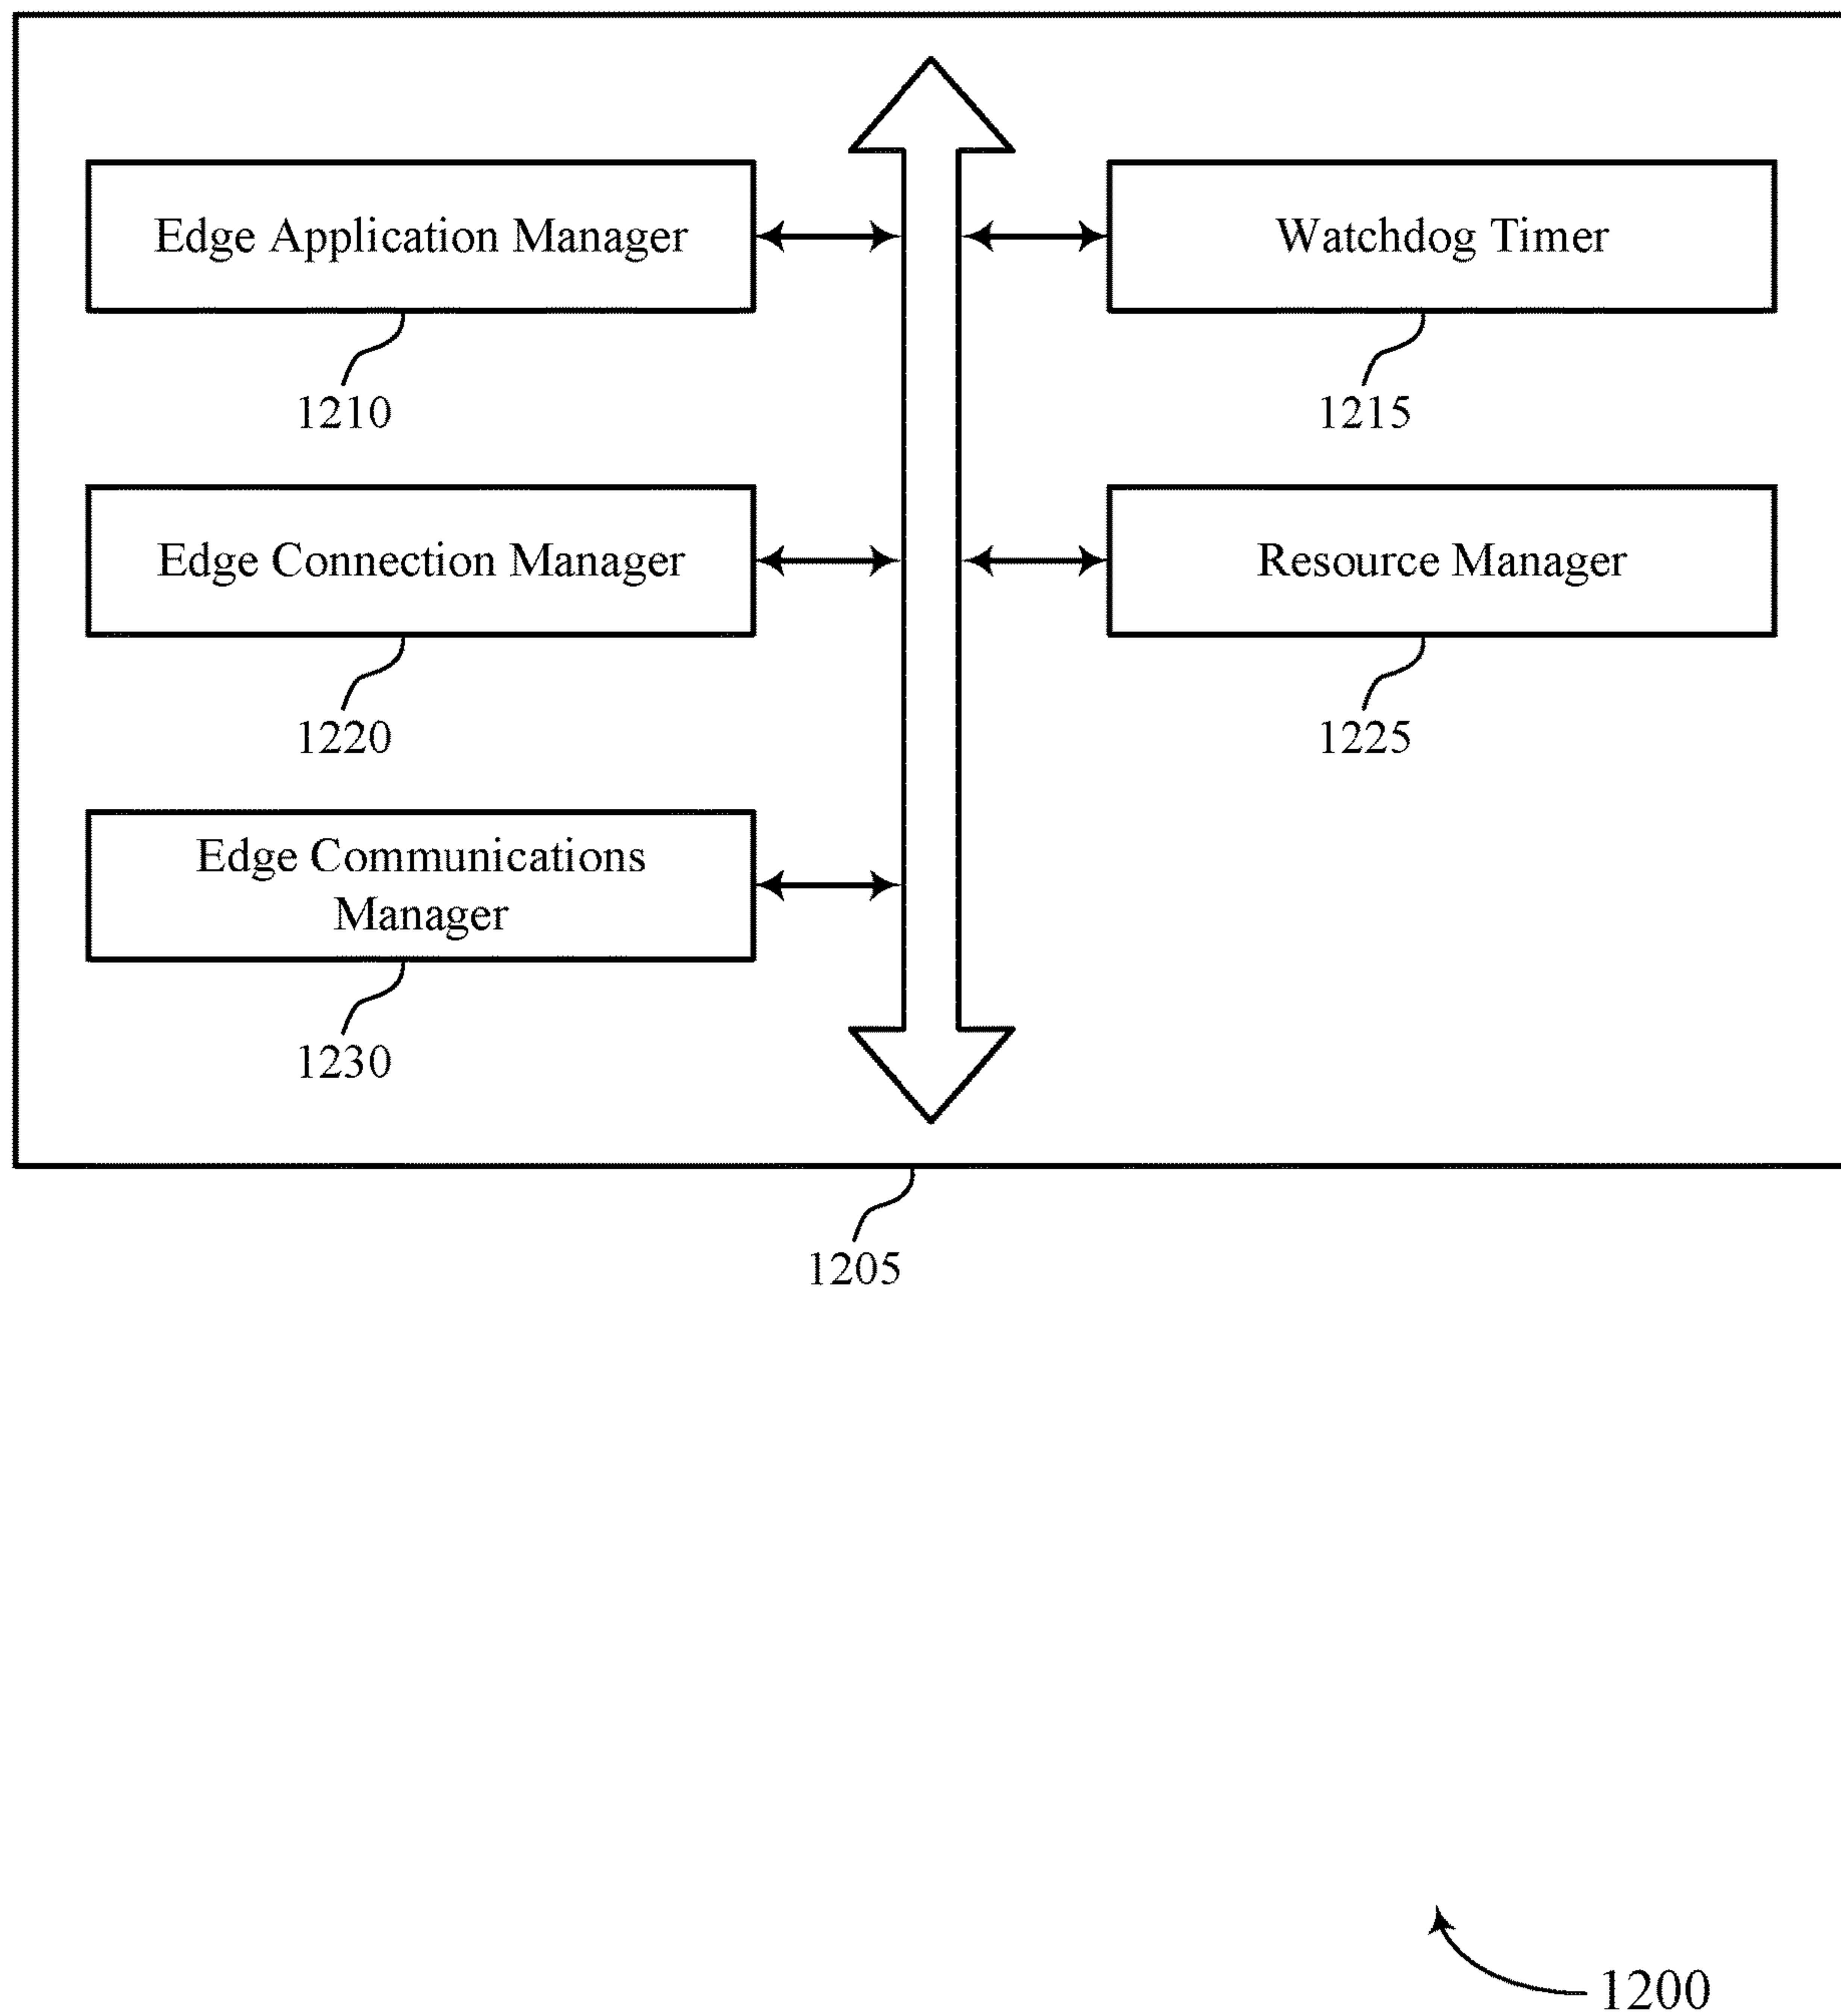 Edge Application Manager
Watchdog Timer
1210
1215
Edge Connection Manager
Resource Manager
1220
1225
Edge Communications
Manager
1230
1205
1200